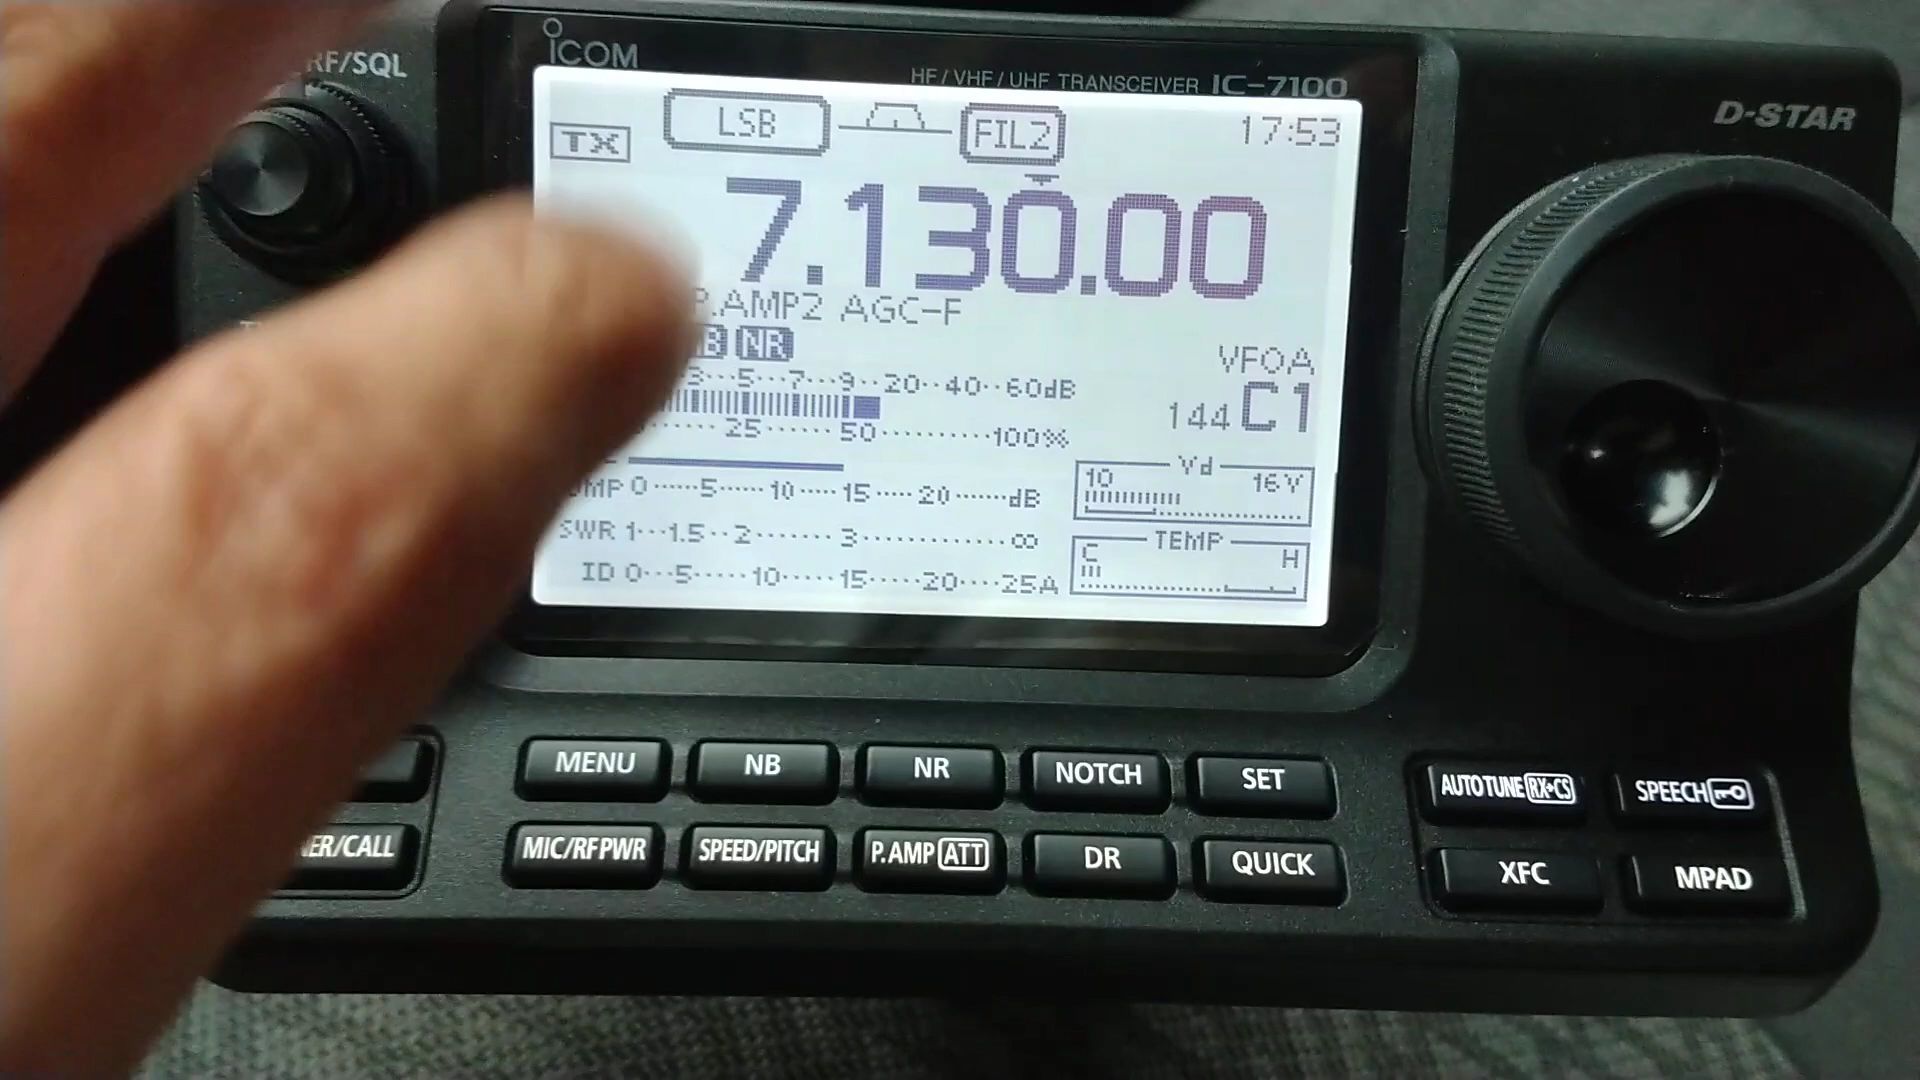 RF/SQL
ICOM
HF/VHF/UHF TRANSCEIVER IC-7100
D-STAR
LSB FIL2 17:53
TX
7.130.00
P.AMP2 AGC-F
NR
VFOA
3 5 7 9 20 40 60dB
144 C1
25 50 100%
Vd
10 16V
0 5 10 15 20 dB
SWR 1 1.5 2 3 ∞
TEMP
C H
ID 0 5 10 15 20 25A
MENU NB NR NOTCH SET
AUTOTUNE RX▸CS SPEECH
MIC/RFPWR SPEED/PITCH P.AMP ATT DR QUICK
XFC MPAD